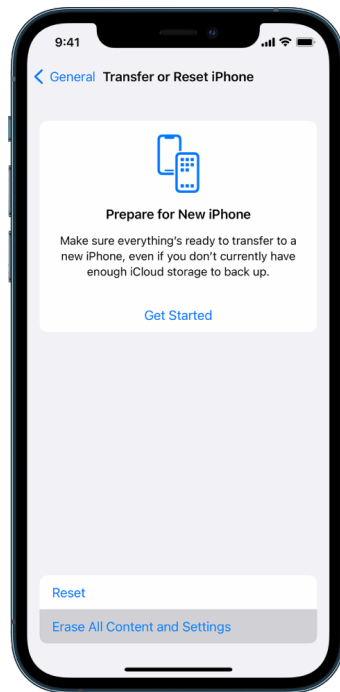 9:41
General Transfer or Reset iPhone
Prepare for New iPhone
Make sure everything's ready to transfer to a
new iPhone, even if you don't currently have
enough iCloud storage to back up.
Get Started
Reset
Erase All Content and Settings